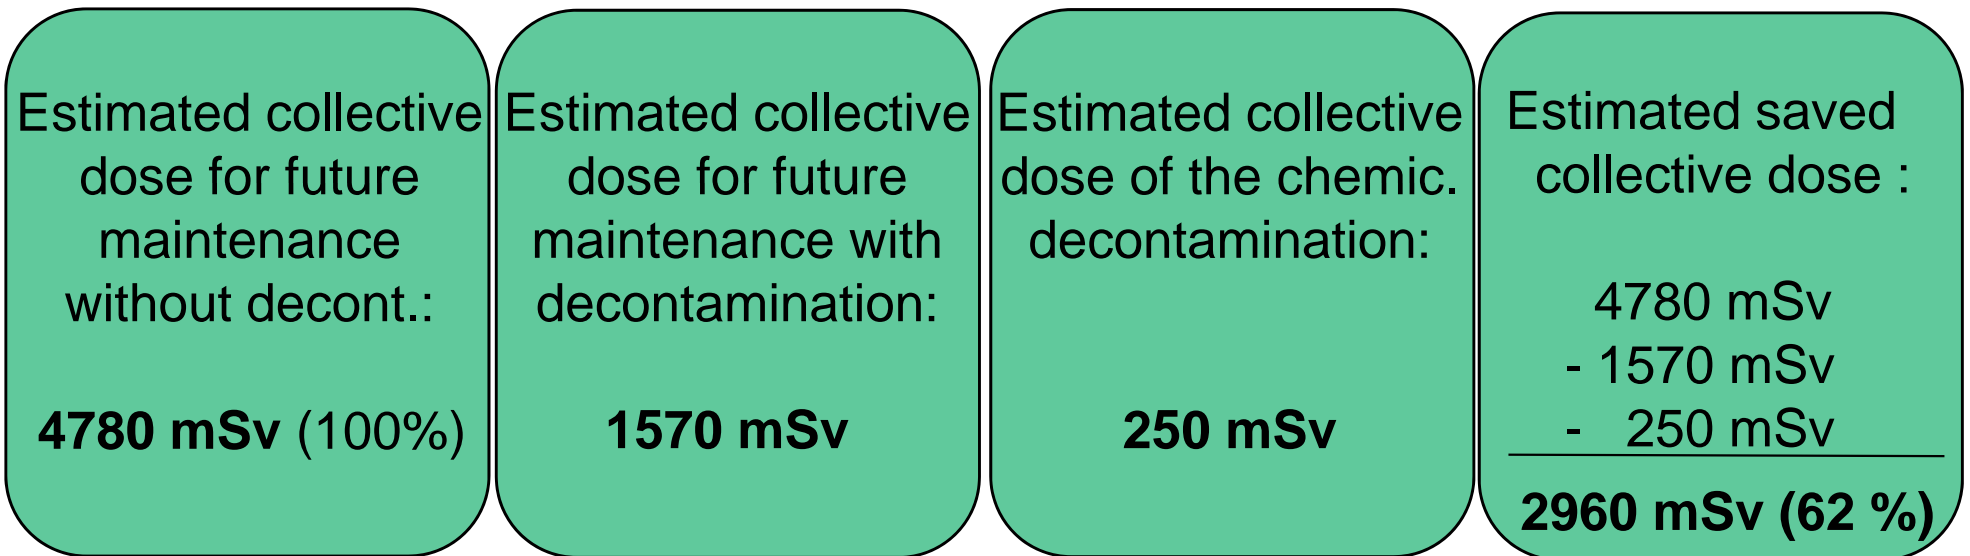 Estimated collective
dose for future
maintenance
without decont.:
4780 mSv (100%)
Estimated collective
dose for future
maintenance with
decontamination:
1570 mSv
Estimated collective
dose of the chemic.
decontamination:
250 mSv
Estimated saved
collective dose :
4780 mSv
- 1570 mSv
- 250 mSv
2960 mSv (62 %)